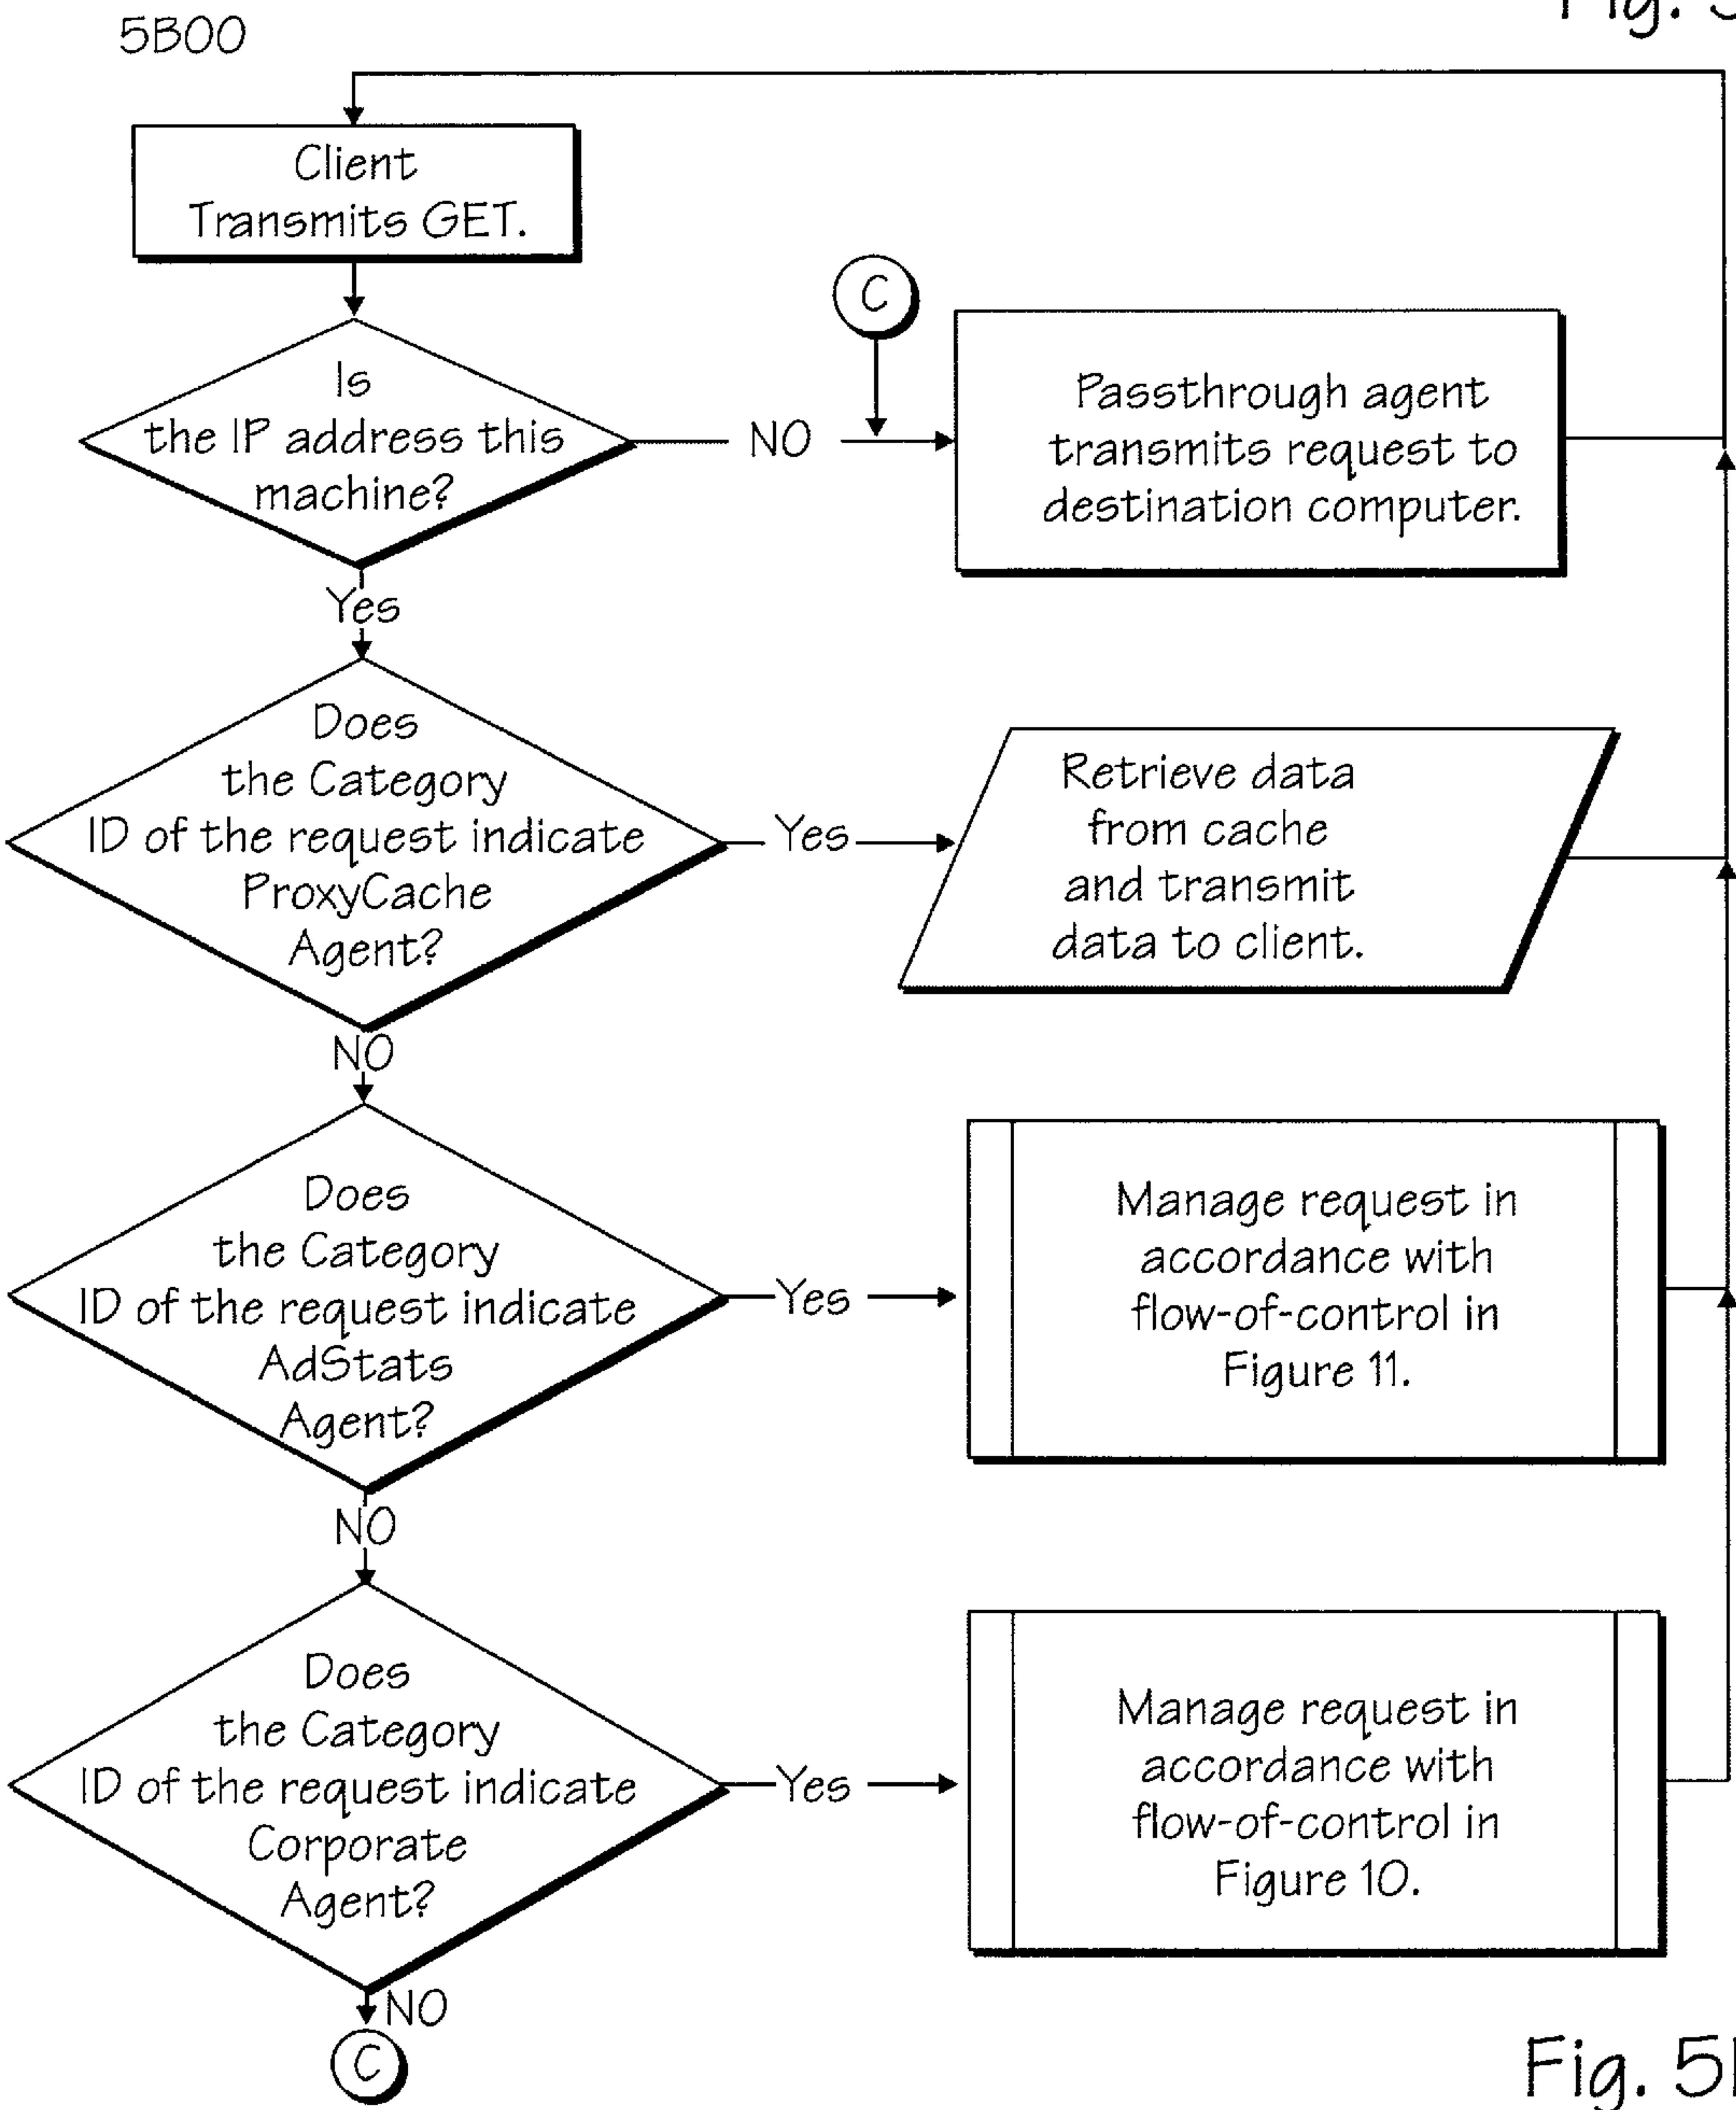 Fig.
5B00
Client
Transmits GET.
C
Is
the IP address this
machine?
NO
Passthrough agent
transmits request to
destination computer.
Yes
Does
the Category
ID of the request indicate
ProxyCache
Agent?
Yes
Retrieve data
from cache
and transmit
data to client.
NO
Does
the Category
ID of the request indicate
AdStats
Agent?
Yes
Manage request in
accordance with
flow-of-control in
Figure 11.
NO
Does
the Category
ID of the request indicate
Corporate
Agent?
Yes
Manage request in
accordance with
flow-of-control in
Figure 10.
NO
C
Fig. 5